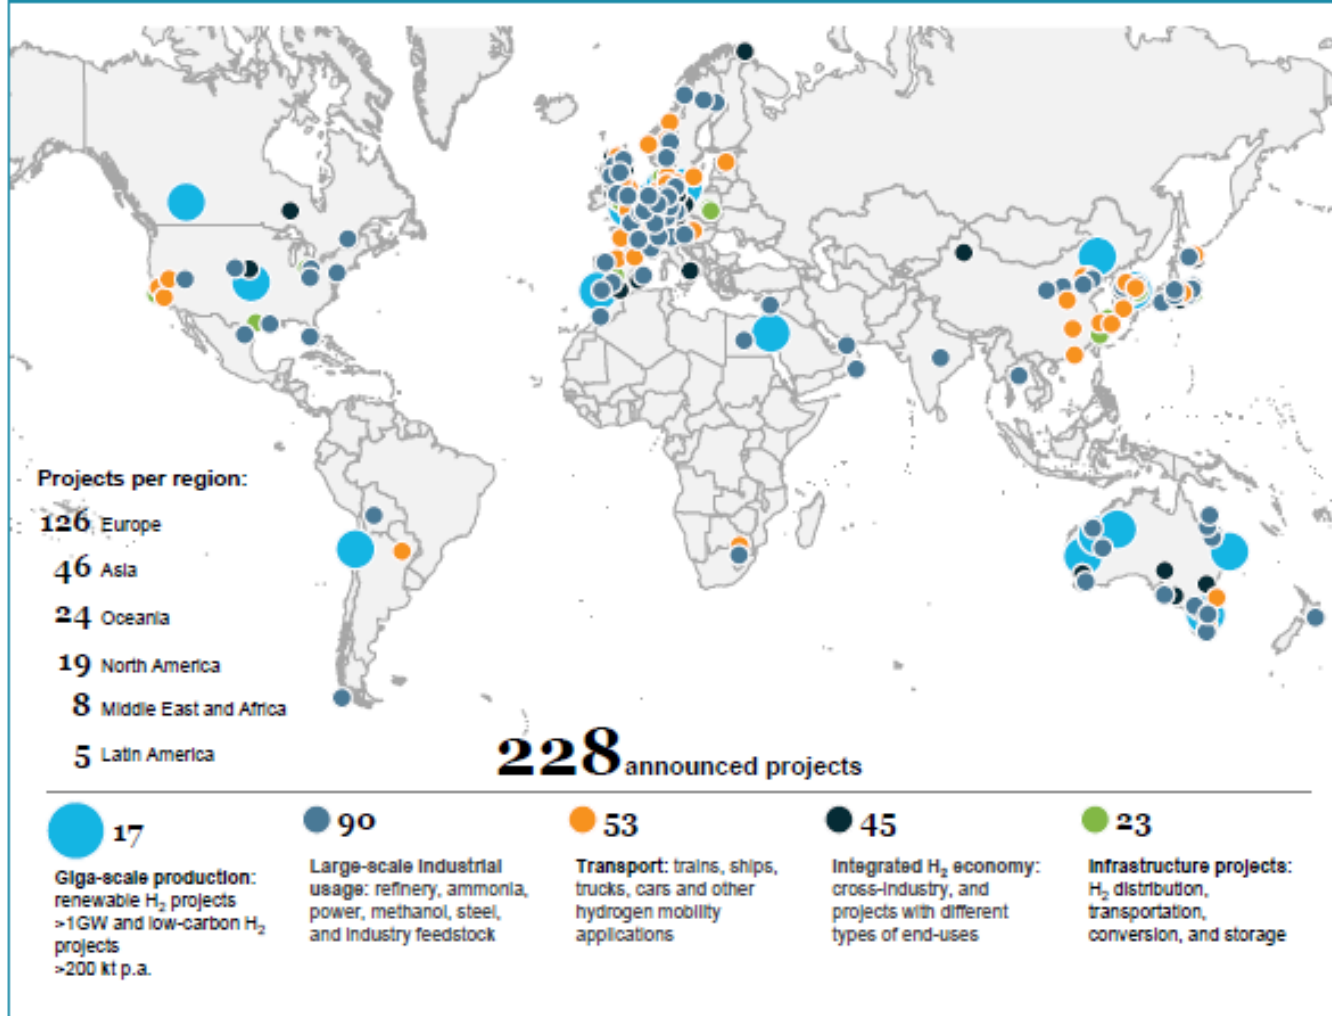 Projects per region:
126 Europe
46 Asia
24 Oceania
19 North America
8 Middle East and Africa
5 Latin America
228 announced projects
17
Giga-scale production:
renewable H₂ projects
>1GW and low-carbon H₂
projects
>200 kt p.a.
90
Large-scale industrial
usage: refinery, ammonia,
power, methanol, steel,
and industry feedstock
53
Transport: trains, ships,
trucks, cars and other
hydrogen mobility
applications
45
Integrated H₂ economy:
cross-industry, and
projects with different
types of end-uses
23
Infrastructure projects:
H₂ distribution,
transportation,
conversion, and storage